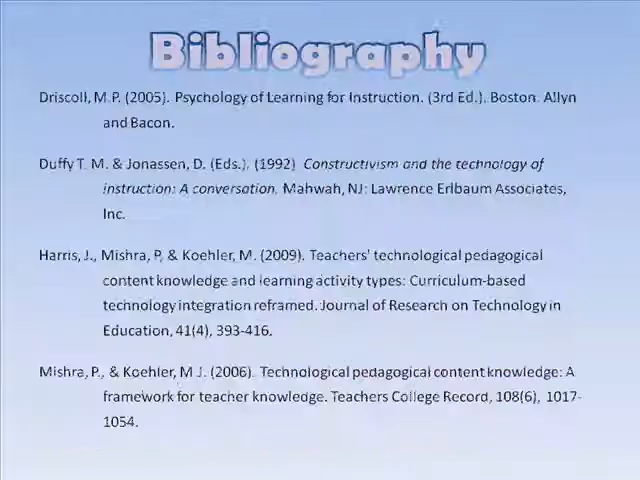 Bibliography
Driscoll, M.P. (2005). Psychology of Learning for Instruction. (3rd Ed.). Boston. Allyn
and Bacon.
Duffy T. M. & Jonassen, D. (Eds.). (1992) Constructivism and the technology of
instruction: A conversation. Mahwah, NJ: Lawrence Erlbaum Associates,
Inc.
Harris, J., Mishra, P, & Koehler, M. (2009). Teachers' technological pedagogical
content knowledge and learning activity types: Curriculum-based
technology integration reframed. Journal of Research on Technology in
Education, 41(4), 393-416.
Mishra, P., & Koehler, M.J. (2006). Technological pedagogical content knowledge: A
framework for teacher knowledge. Teachers College Record, 108(6), 1017-
1054.